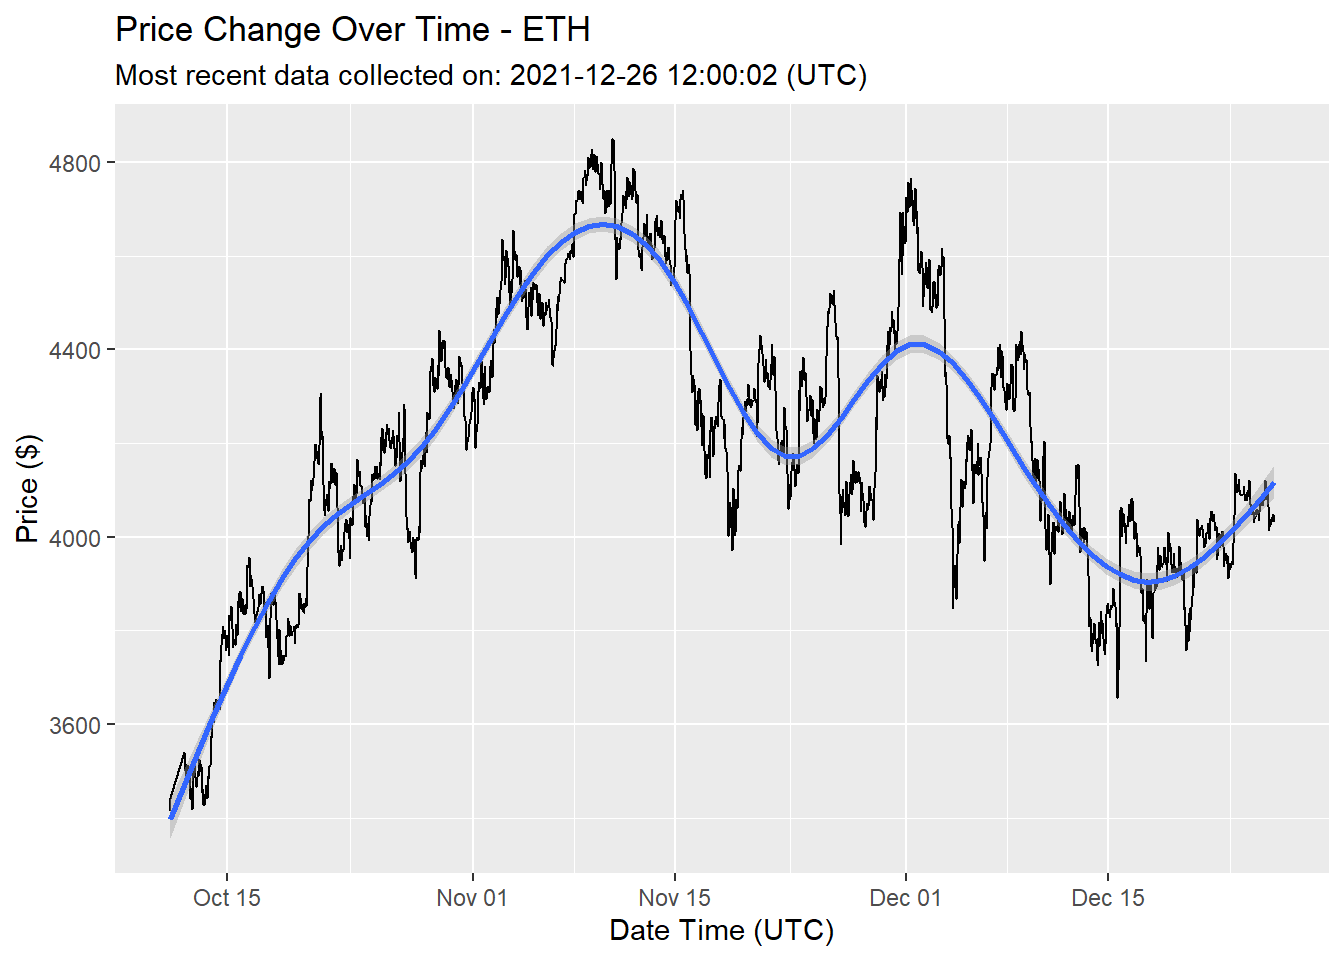 Price Change Over Time - ETH
Most recent data collected on: 2021-12-26 12:00:02 (UTC)
Price ($)
4800
4400
4000
3600
Oct 15
Nov 01
Nov 15
Dec 01
Dec 15
Date Time (UTC)